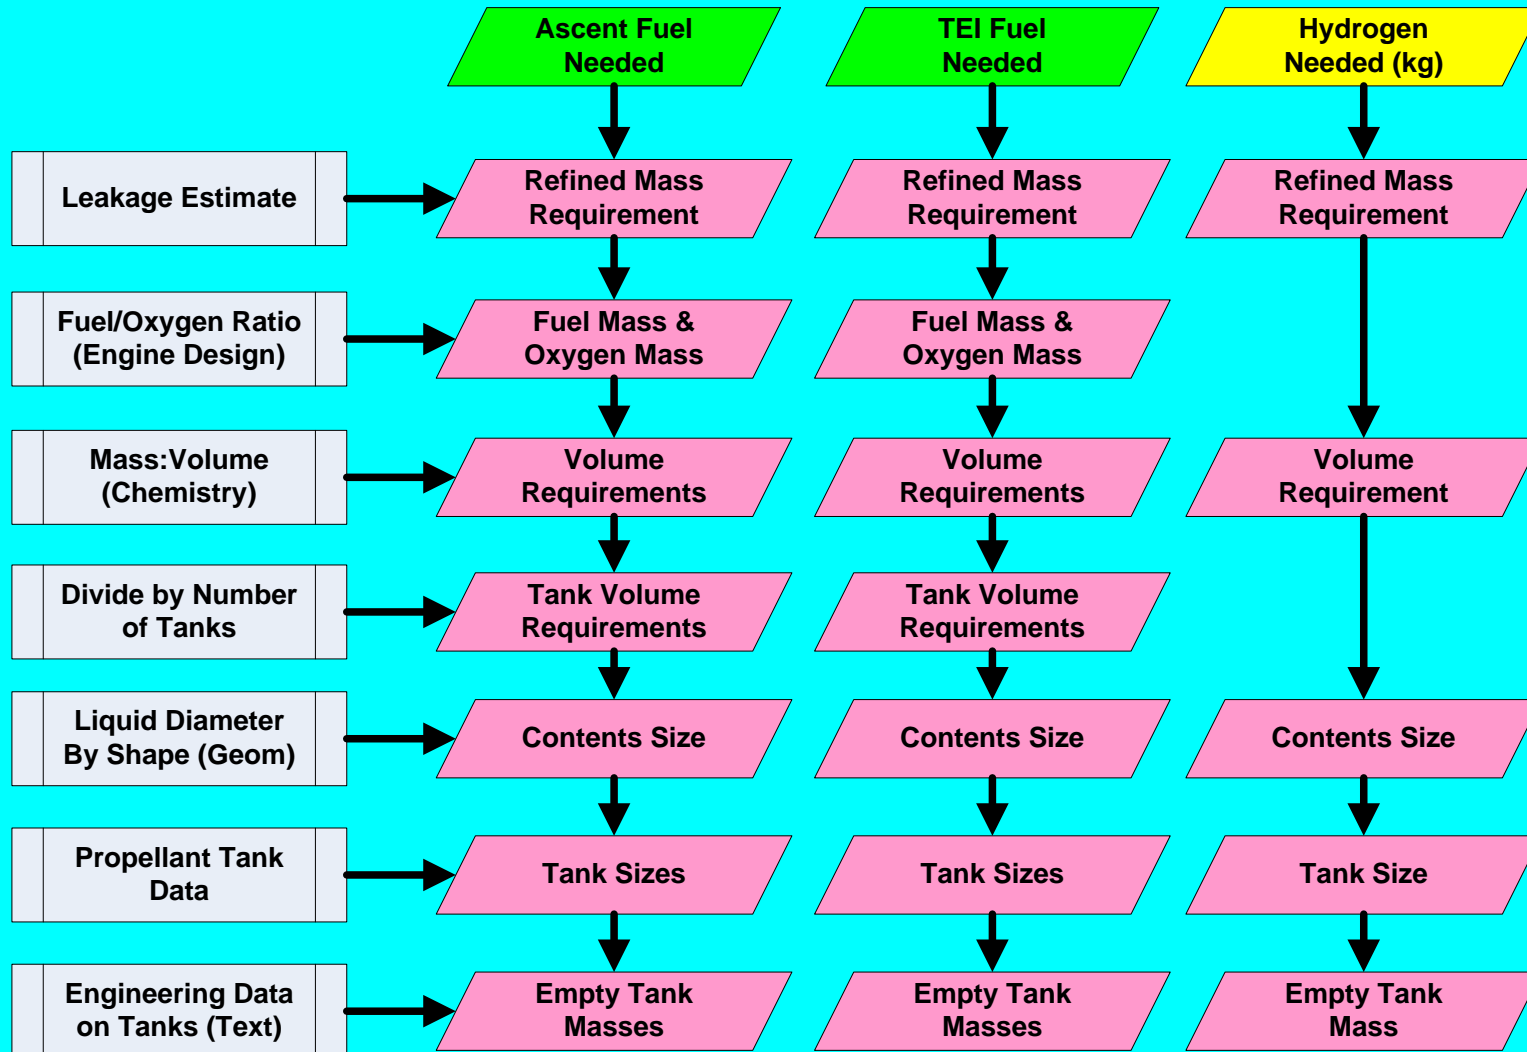 Ascent Fuel
Needed
TEI Fuel
Needed
Hydrogen
Needed (kg)
Leakage Estimate
Refined Mass
Requirement
Refined Mass
Requirement
Refined Mass
Requirement
Fuel/Oxygen Ratio
(Engine Design)
Fuel Mass &
Oxygen Mass
Fuel Mass &
Oxygen Mass
Mass:Volume
(Chemistry)
Volume
Requirements
Volume
Requirements
Volume
Requirement
Divide by Number
of Tanks
Tank Volume
Requirements
Tank Volume
Requirements
Liquid Diameter
By Shape (Geom)
Contents Size
Contents Size
Contents Size
Propellant Tank
Data
Tank Sizes
Tank Sizes
Tank Size
Engineering Data
on Tanks (Text)
Empty Tank
Masses
Empty Tank
Masses
Empty Tank
Mass